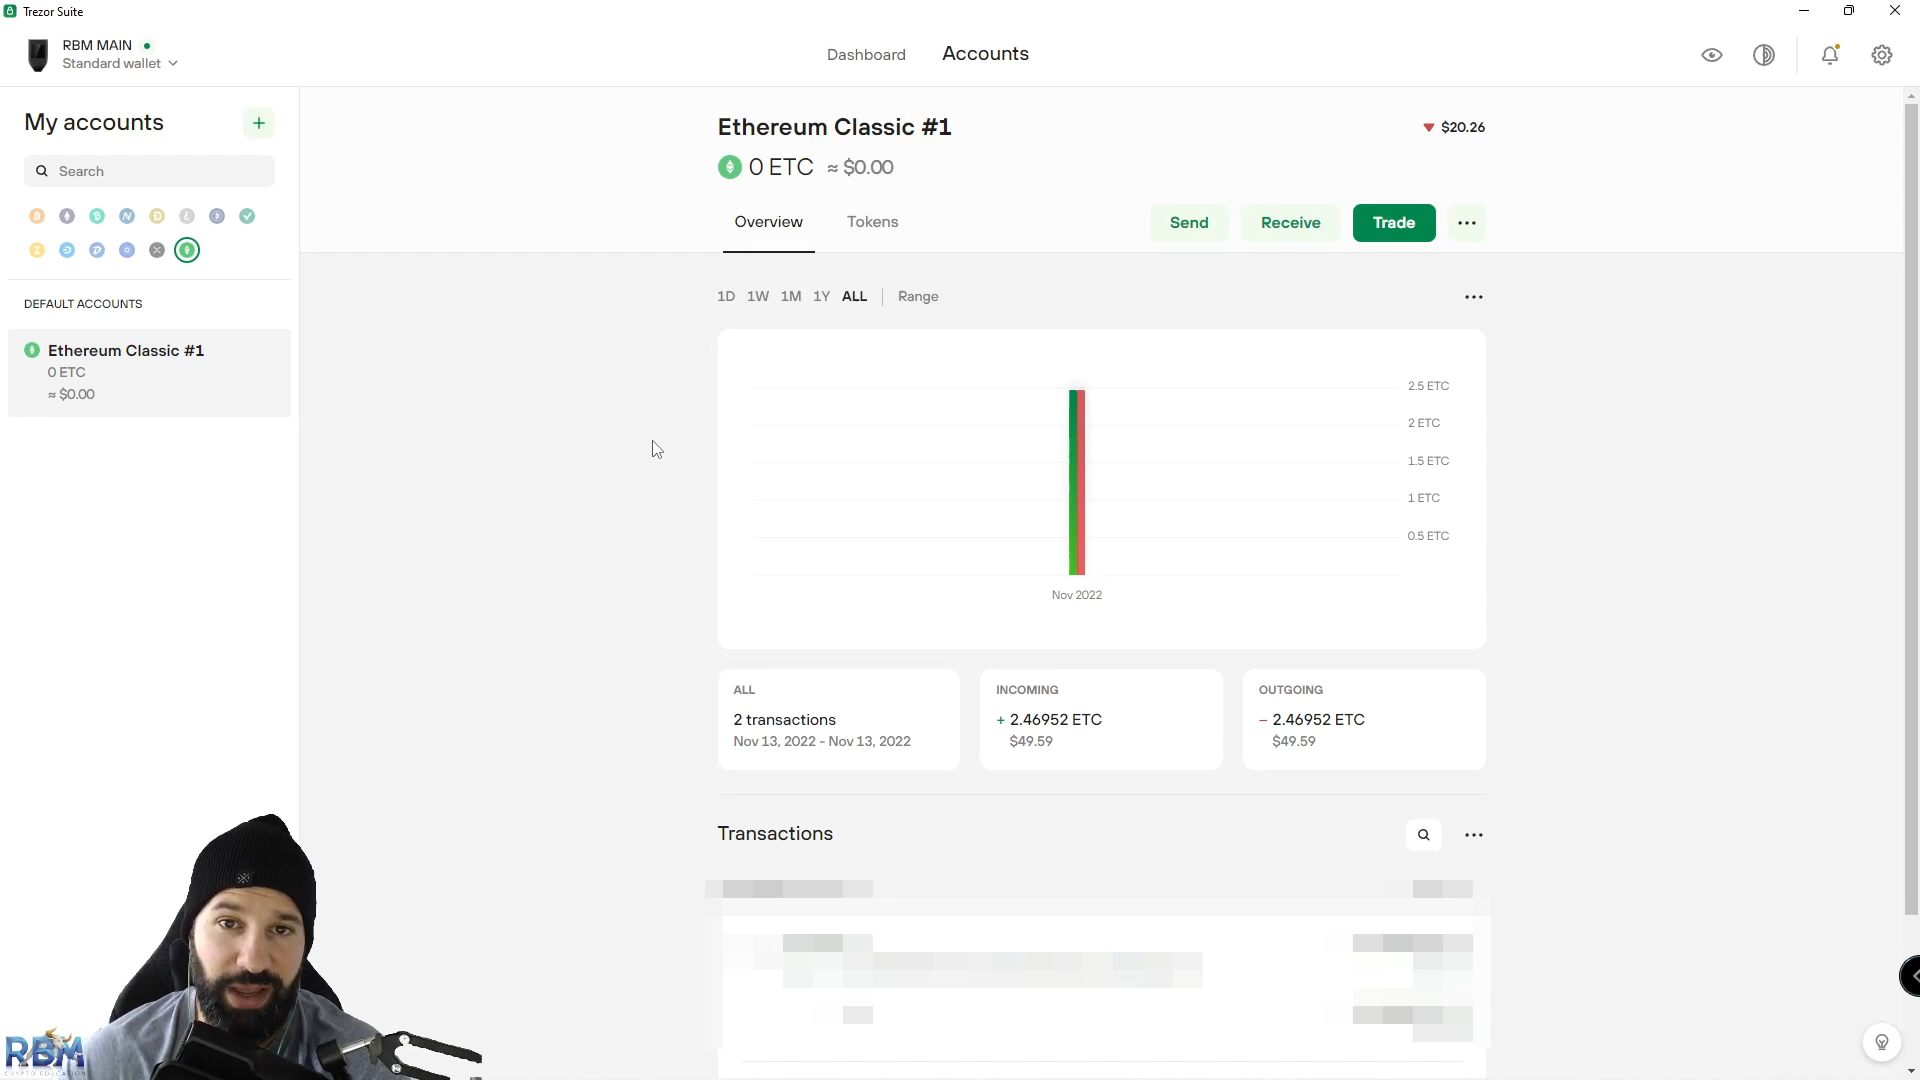 Trezor Suite
RBM MAIN
Standard wallet
Dashboard
Accounts
My accounts
+
Search
DEFAULT ACCOUNTS
Ethereum Classic #1
0 ETC
≈ $0.00
Ethereum Classic #1
$20.26
0 ETC ≈ $0.00
Overview
Tokens
Send
Receive
Trade
1D 1W 1M 1Y ALL
Range
2.5 ETC
2 ETC
1.5 ETC
1 ETC
0.5 ETC
Nov 2022
ALL
2 transactions
Nov 13, 2022 - Nov 13, 2022
INCOMING
+ 2.46952 ETC
$49.59
OUTGOING
− 2.46952 ETC
$49.59
Transactions
RBM
CRYPTO EDUCATION